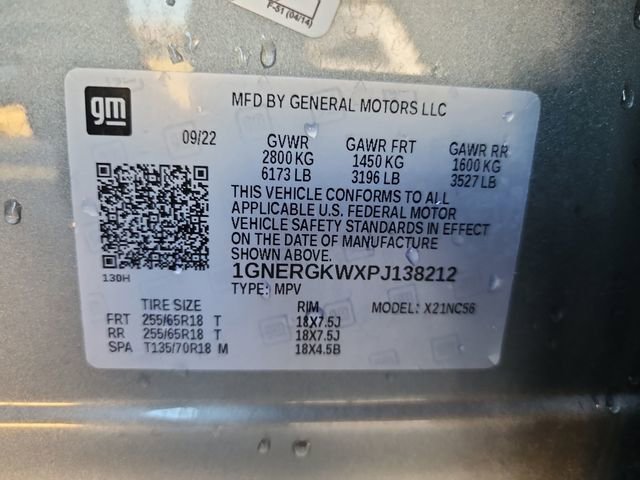 F-51 (04/14)
gm
MFD BY GENERAL MOTORS LLC
09/22 GVWR GAWR FRT GAWR RR
2800 KG 1450 KG 1600 KG
6173 LB 3196 LB 3527 LB
THIS VEHICLE CONFORMS TO ALL
APPLICABLE U.S. FEDERAL MOTOR
VEHICLE SAFETY STANDARDS IN EFFECT
ON THE DATE OF MANUFACTURE
SHOWN ABOVE.
130H 1GNERGKWXPJ138212
TYPE: MPV
TIRE SIZE RIM MODEL: X21NC56
FRT 255/65R18 T 18X7.5J
RR 255/65R18 T 18X7.5J
SPA T135/70R18 M 18X4.5B